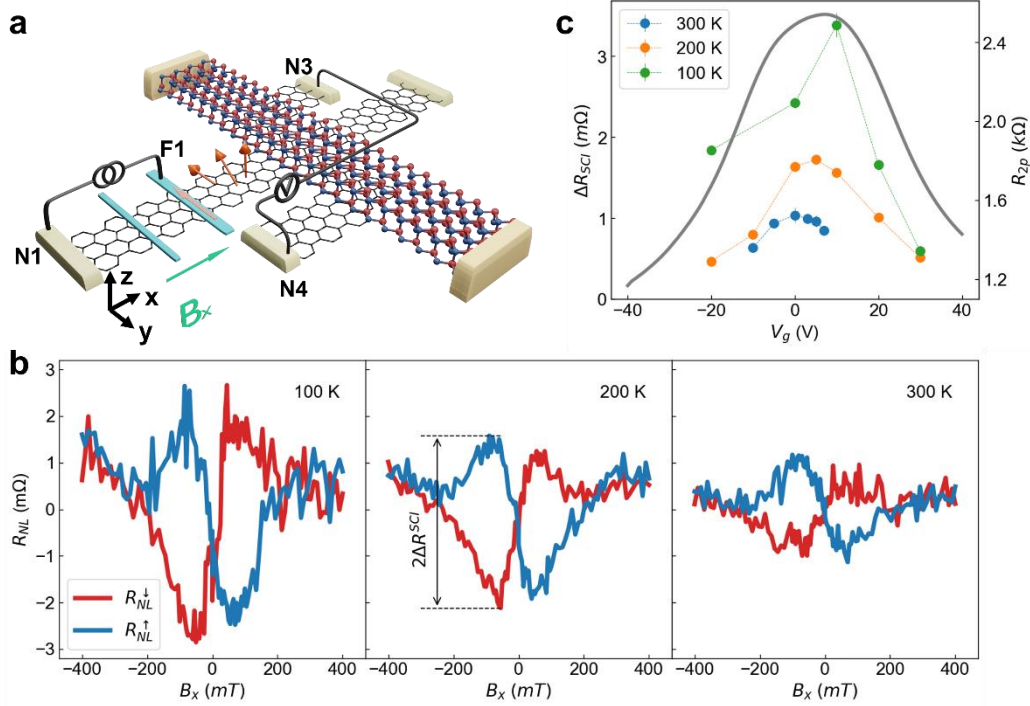 a
N3
F1
N1
N4
z
x
y
Bx
c
300 K
200 K
100 K
ΔR_SCI (mΩ)
3
2
1
0
R_2p (kΩ)
2.4
2.0
1.6
1.2
−40 −20 0 20 40
V_g (V)
b
R_NL (mΩ)
3
2
1
0
−1
−2
−3
100 K
R_NL^↓
R_NL^↑
−400 −200 0 200 400
B_x (mT)
200 K
2ΔR^SCI
−400 −200 0 200 400
B_x (mT)
300 K
−400 −200 0 200 400
B_x (mT)